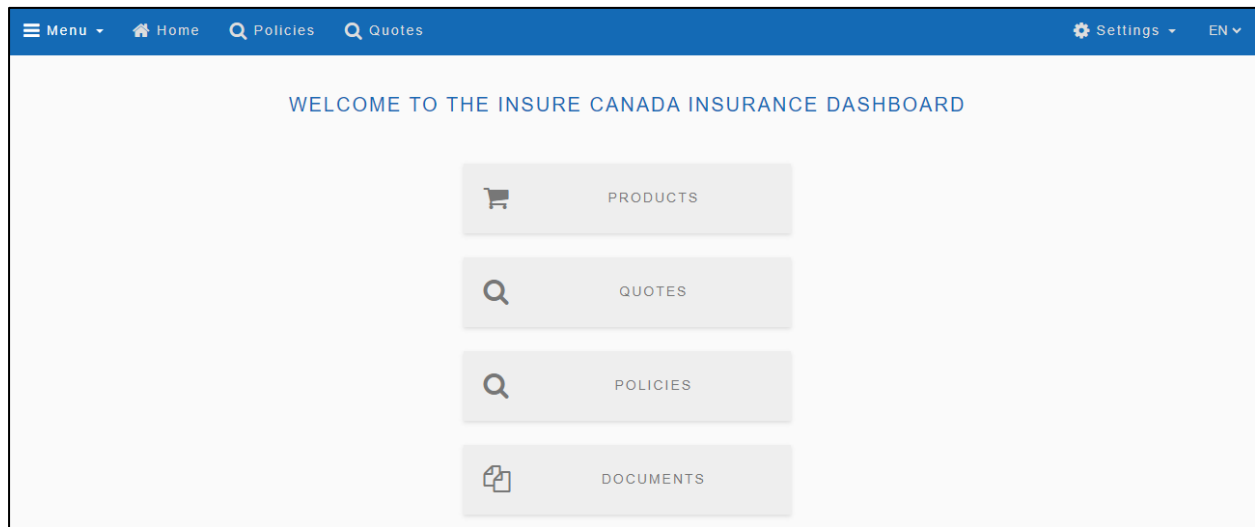 Menu Home Policies Quotes Settings EN
WELCOME TO THE INSURE CANADA INSURANCE DASHBOARD
PRODUCTS
QUOTES
POLICIES
DOCUMENTS